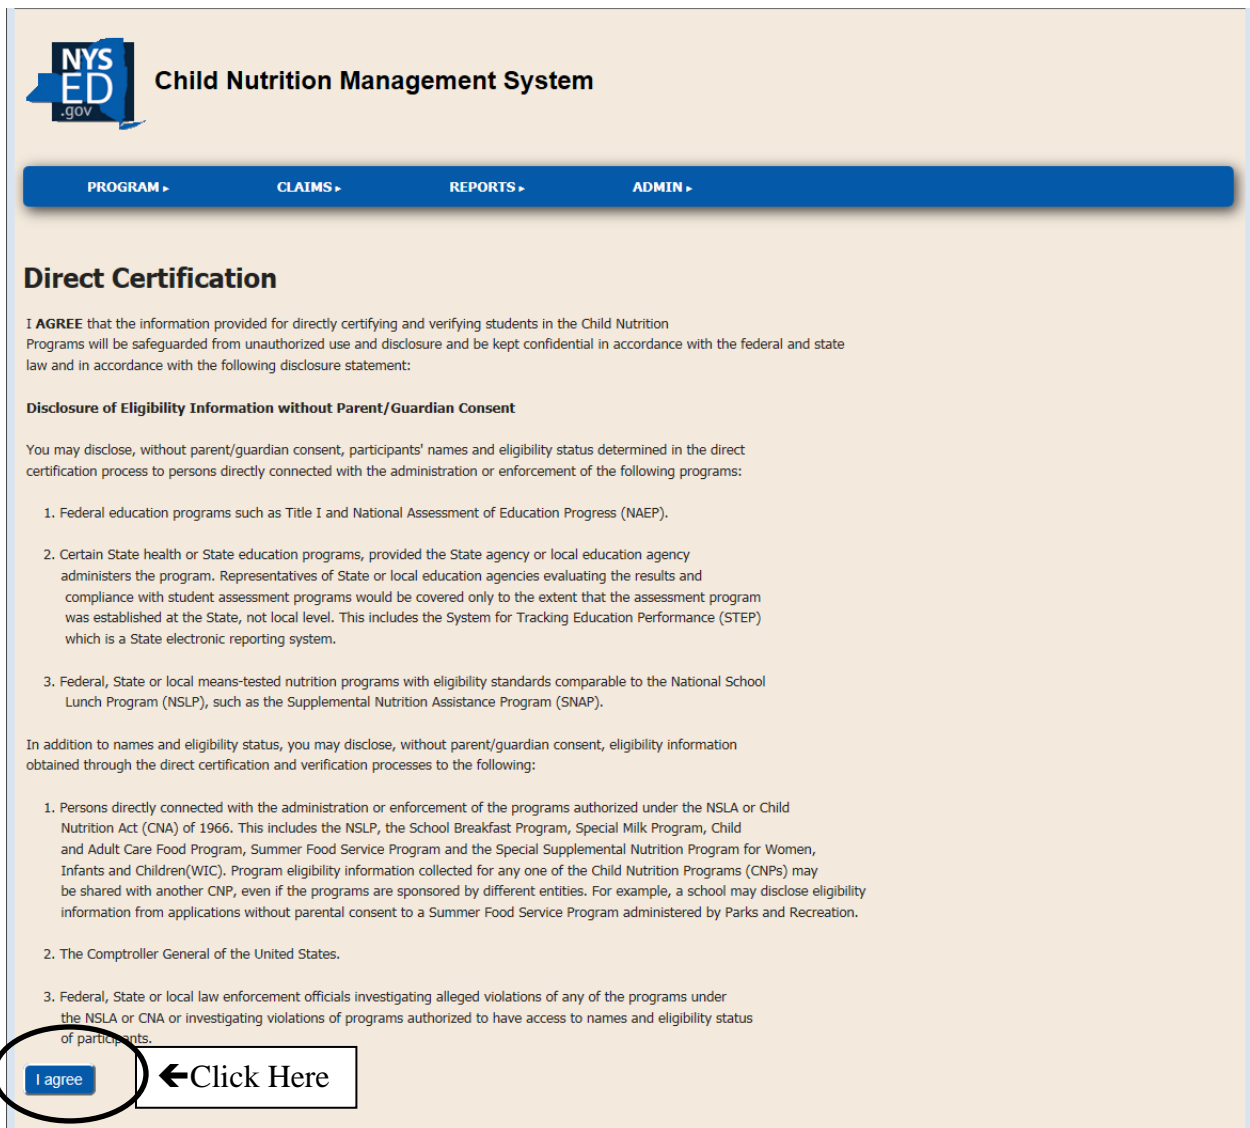 NYS
ED
.gov
Child Nutrition Management System
PROGRAM▸ CLAIMS▸ REPORTS▸ ADMIN▸
Direct Certification
I AGREE that the information provided for directly certifying and verifying students in the Child Nutrition
Programs will be safeguarded from unauthorized use and disclosure and be kept confidential in accordance with the federal and state
law and in accordance with the following disclosure statement:
Disclosure of Eligibility Information without Parent/Guardian Consent
You may disclose, without parent/guardian consent, participants' names and eligibility status determined in the direct
certification process to persons directly connected with the administration or enforcement of the following programs:
1. Federal education programs such as Title I and National Assessment of Education Progress (NAEP).
2. Certain State health or State education programs, provided the State agency or local education agency
administers the program. Representatives of State or local education agencies evaluating the results and
compliance with student assessment programs would be covered only to the extent that the assessment program
was established at the State, not local level. This includes the System for Tracking Education Performance (STEP)
which is a State electronic reporting system.
3. Federal, State or local means-tested nutrition programs with eligibility standards comparable to the National School
Lunch Program (NSLP), such as the Supplemental Nutrition Assistance Program (SNAP).
In addition to names and eligibility status, you may disclose, without parent/guardian consent, eligibility information
obtained through the direct certification and verification processes to the following:
1. Persons directly connected with the administration or enforcement of the programs authorized under the NSLA or Child
Nutrition Act (CNA) of 1966. This includes the NSLP, the School Breakfast Program, Special Milk Program, Child
and Adult Care Food Program, Summer Food Service Program and the Special Supplemental Nutrition Program for Women,
Infants and Children(WIC). Program eligibility information collected for any one of the Child Nutrition Programs (CNPs) may
be shared with another CNP, even if the programs are sponsored by different entities. For example, a school may disclose eligibility
information from applications without parental consent to a Summer Food Service Program administered by Parks and Recreation.
2. The Comptroller General of the United States.
3. Federal, State or local law enforcement officials investigating alleged violations of any of the programs under
the NSLA or CNA or investigating violations of programs authorized to have access to names and eligibility status
of participants.
I agree
←Click Here